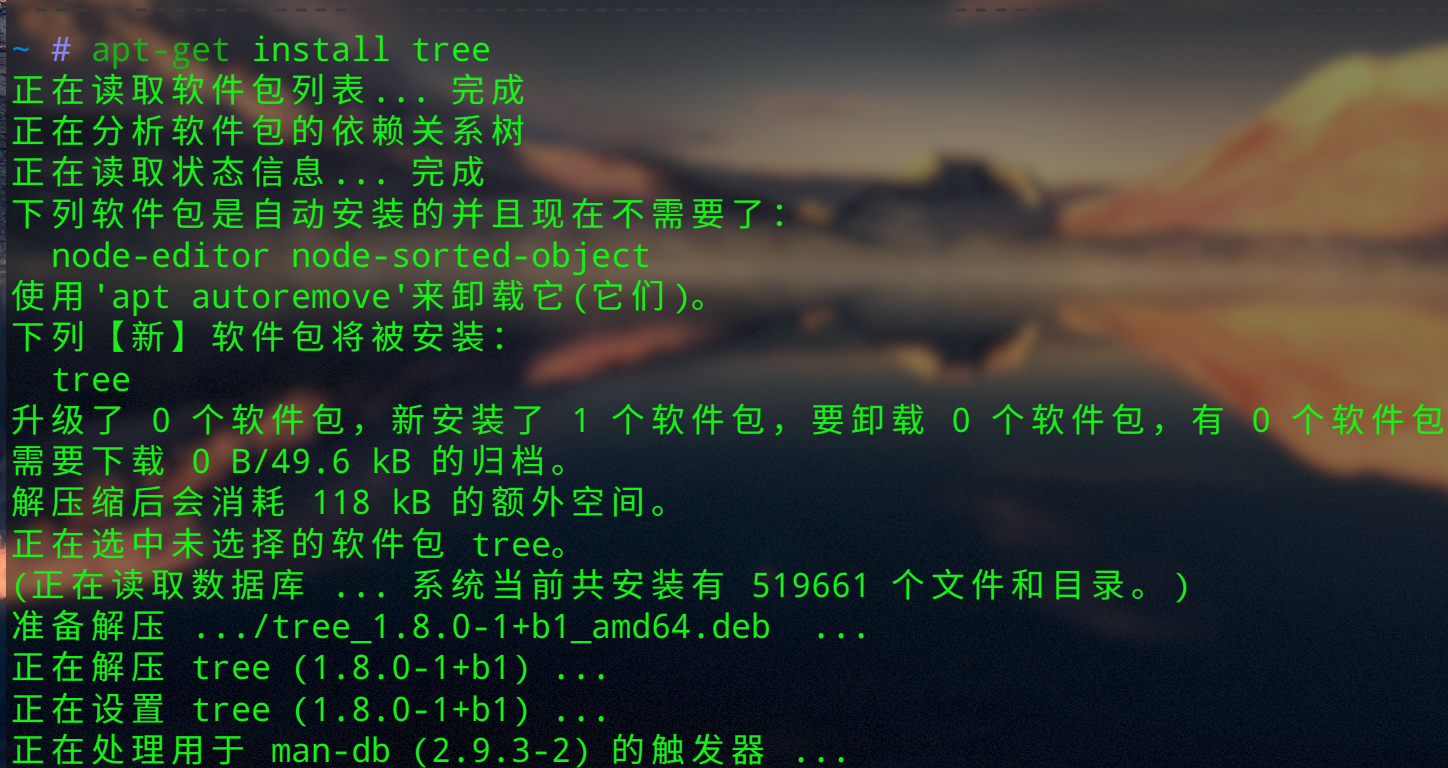 ~ # apt-get install tree
正在读取软件包列表... 完成
正在分析软件包的依赖关系树
正在读取状态信息... 完成
下列软件包是自动安装的并且现在不需要了：
  node-editor node-sorted-object
使用'apt autoremove'来卸载它(它们)。
下列【新】软件包将被安装：
  tree
升级了 0 个软件包，新安装了 1 个软件包，要卸载 0 个软件包，有 0 个软件包
需要下载 0 B/49.6 kB 的归档。
解压缩后会消耗 118 kB 的额外空间。
正在选中未选择的软件包 tree。
(正在读取数据库 ... 系统当前共安装有 519661 个文件和目录。)
准备解压 .../tree_1.8.0-1+b1_amd64.deb  ...
正在解压 tree (1.8.0-1+b1) ...
正在设置 tree (1.8.0-1+b1) ...
正在处理用于 man-db (2.9.3-2) 的触发器 ...